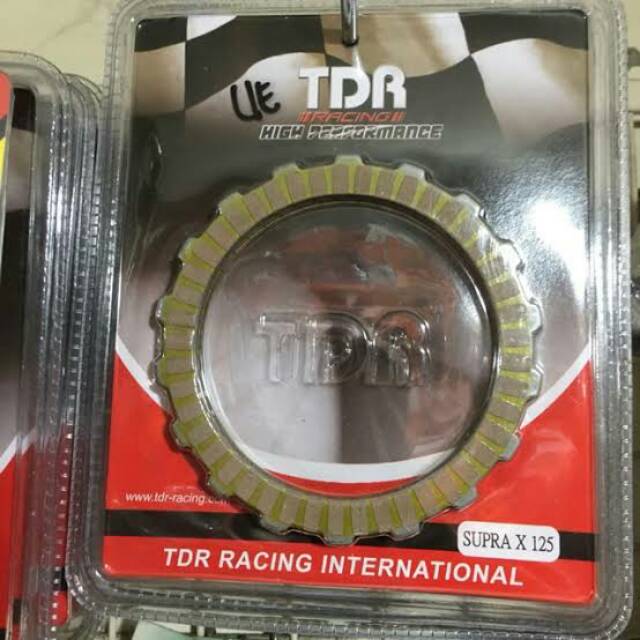 UE
TDR
RACING
HIGH PERFORMANCE
TDR
www.tdr-racing.com
SUPRA X 125
TDR RACING INTERNATIONAL